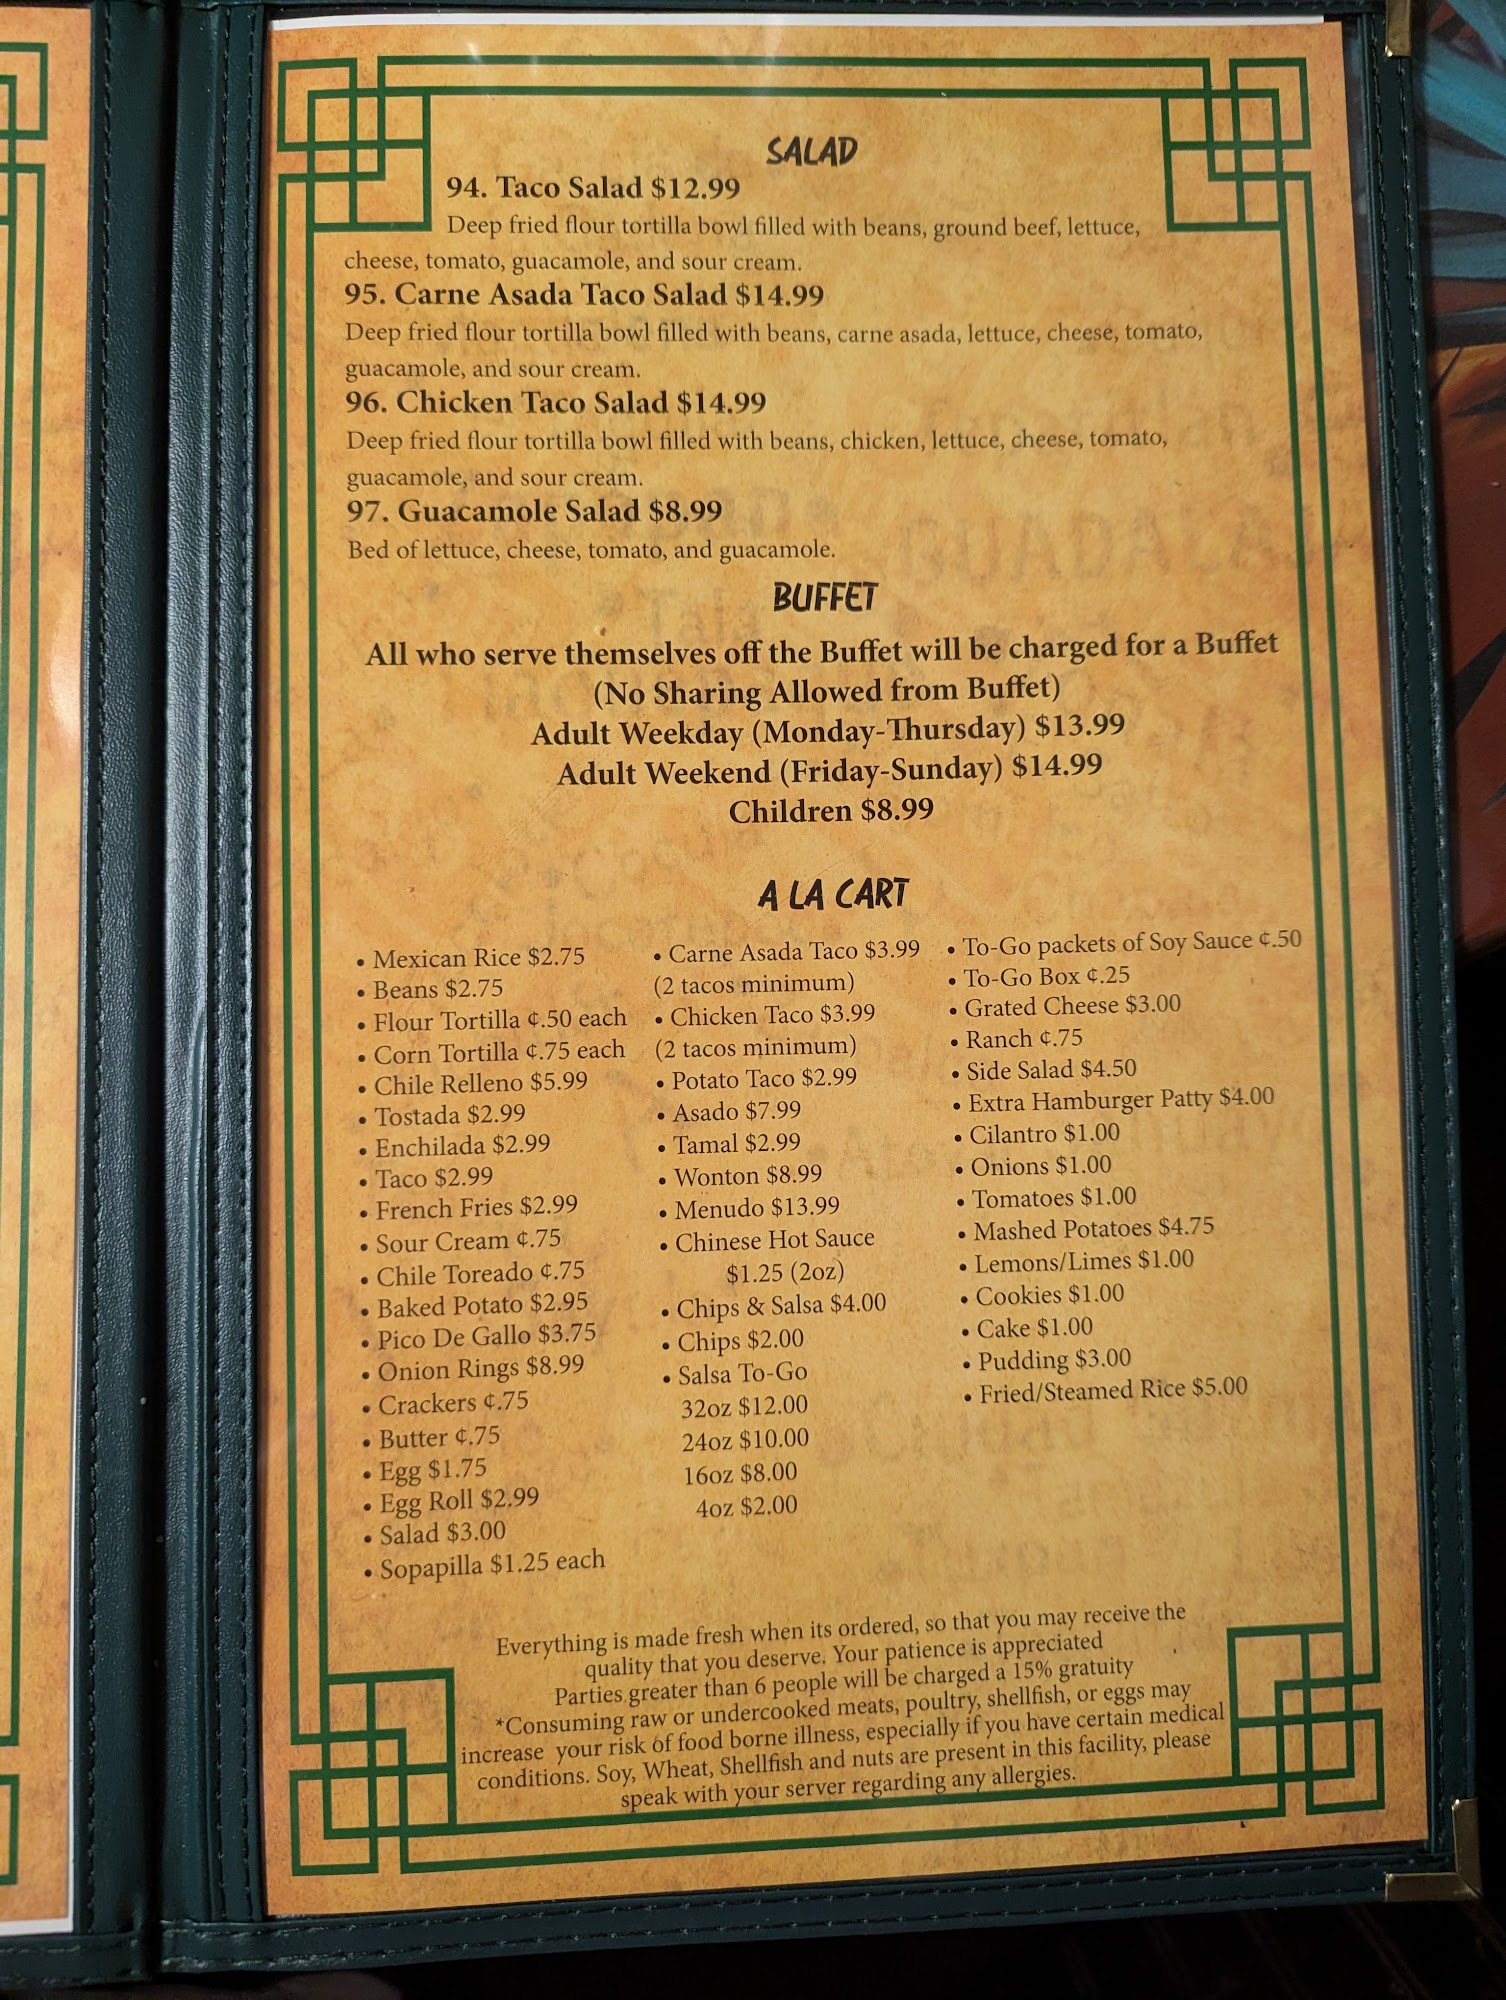 SALAD
94. Taco Salad $12.99
Deep fried flour tortilla bowl filled with beans, ground beef, lettuce,
cheese, tomato, guacamole, and sour cream.
95. Carne Asada Taco Salad $14.99
Deep fried flour tortilla bowl filled with beans, carne asada, lettuce, cheese, tomato,
guacamole, and sour cream.
96. Chicken Taco Salad $14.99
Deep fried flour tortilla bowl filled with beans, chicken, lettuce, cheese, tomato,
guacamole, and sour cream.
97. Guacamole Salad $8.99
Bed of lettuce, cheese, tomato, and guacamole.
BUFFET
All who serve themselves off the Buffet will be charged for a Buffet
(No Sharing Allowed from Buffet)
Adult Weekday (Monday-Thursday) $13.99
Adult Weekend (Friday-Sunday) $14.99
Children $8.99
A LA CART
• Mexican Rice $2.75
• Beans $2.75
• Flour Tortilla ¢.50 each
• Corn Tortilla ¢.75 each
• Chile Relleno $5.99
• Tostada $2.99
• Enchilada $2.99
• Taco $2.99
• French Fries $2.99
• Sour Cream ¢.75
• Chile Toreado ¢.75
• Baked Potato $2.95
• Pico De Gallo $3.75
• Onion Rings $8.99
• Crackers ¢.75
• Butter ¢.75
• Egg $1.75
• Egg Roll $2.99
• Salad $3.00
• Sopapilla $1.25 each
• Carne Asada Taco $3.99
(2 tacos minimum)
• Chicken Taco $3.99
(2 tacos minimum)
• Potato Taco $2.99
• Asado $7.99
• Tamal $2.99
• Wonton $8.99
• Menudo $13.99
• Chinese Hot Sauce
$1.25 (2oz)
• Chips & Salsa $4.00
• Chips $2.00
• Salsa To-Go
32oz $12.00
24oz $10.00
16oz $8.00
4oz $2.00
• To-Go packets of Soy Sauce ¢.50
• To-Go Box ¢.25
• Grated Cheese $3.00
• Ranch ¢.75
• Side Salad $4.50
• Extra Hamburger Patty $4.00
• Cilantro $1.00
• Onions $1.00
• Tomatoes $1.00
• Mashed Potatoes $4.75
• Lemons/Limes $1.00
• Cookies $1.00
• Cake $1.00
• Pudding $3.00
• Fried/Steamed Rice $5.00
Everything is made fresh when its ordered, so that you may receive the
quality that you deserve. Your patience is appreciated
Parties greater than 6 people will be charged a 15% gratuity
*Consuming raw or undercooked meats, poultry, shellfish, or eggs may
increase your risk of food borne illness, especially if you have certain medical
conditions. Soy, Wheat, Shellfish and nuts are present in this facility, please
speak with your server regarding any allergies.